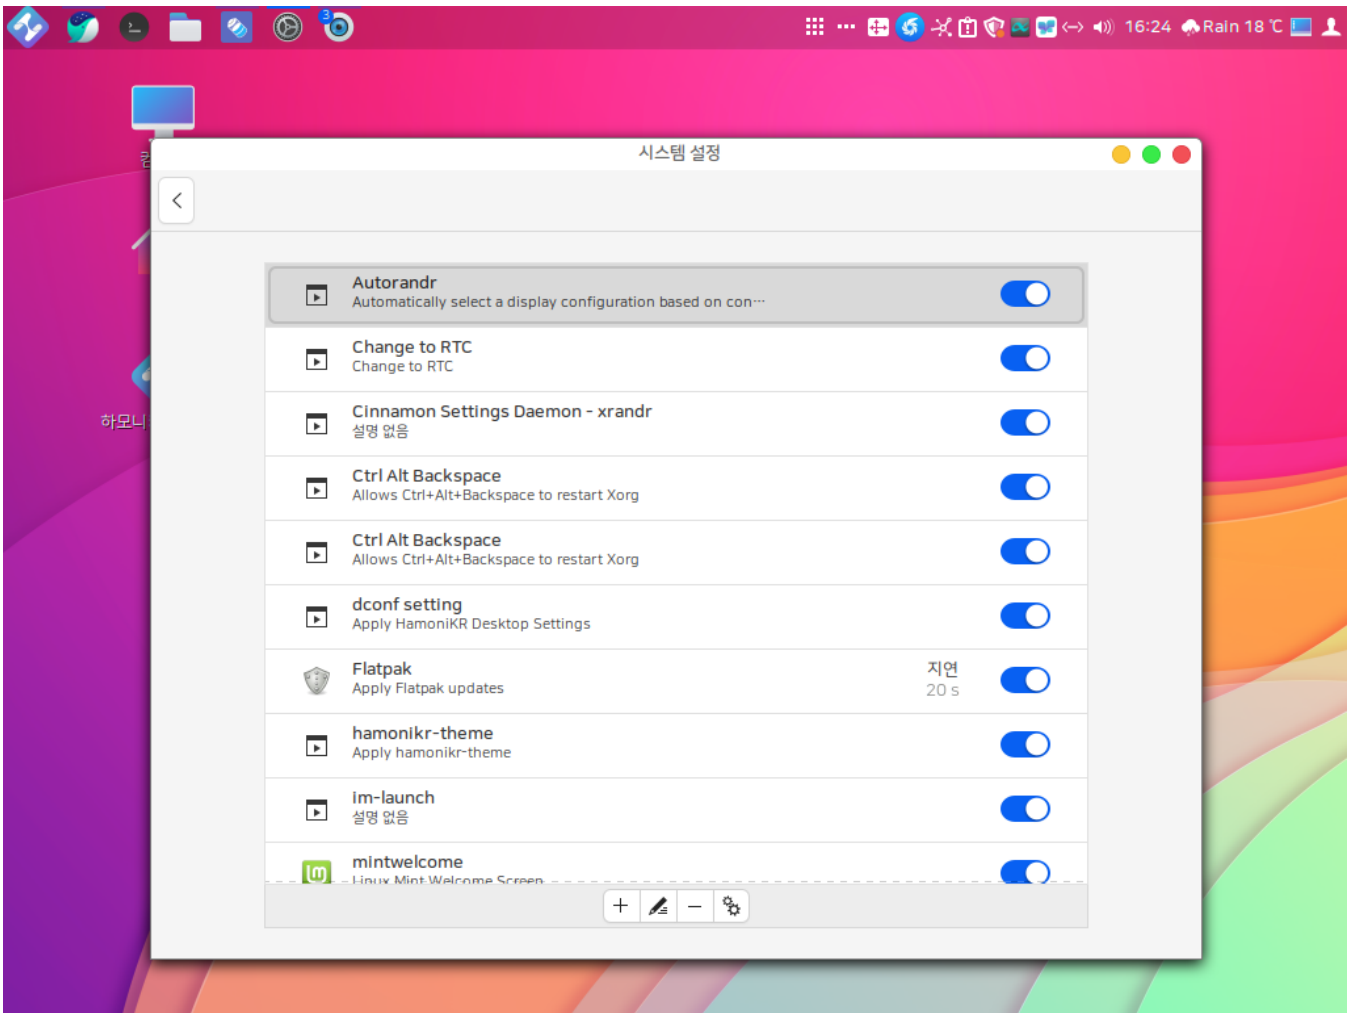 3
16:24
Rain 18 ℃
시스템 설정
하모니
Autorandr
Automatically select a display configuration based on con…
Change to RTC
Change to RTC
Cinnamon Settings Daemon - xrandr
설명 없음
Ctrl Alt Backspace
Allows Ctrl+Alt+Backspace to restart Xorg
Ctrl Alt Backspace
Allows Ctrl+Alt+Backspace to restart Xorg
dconf setting
Apply HamoniKR Desktop Settings
Flatpak
Apply Flatpak updates
지연
20 s
hamonikr-theme
Apply hamonikr-theme
im-launch
설명 없음
mintwelcome
Linux Mint Welcome Screen